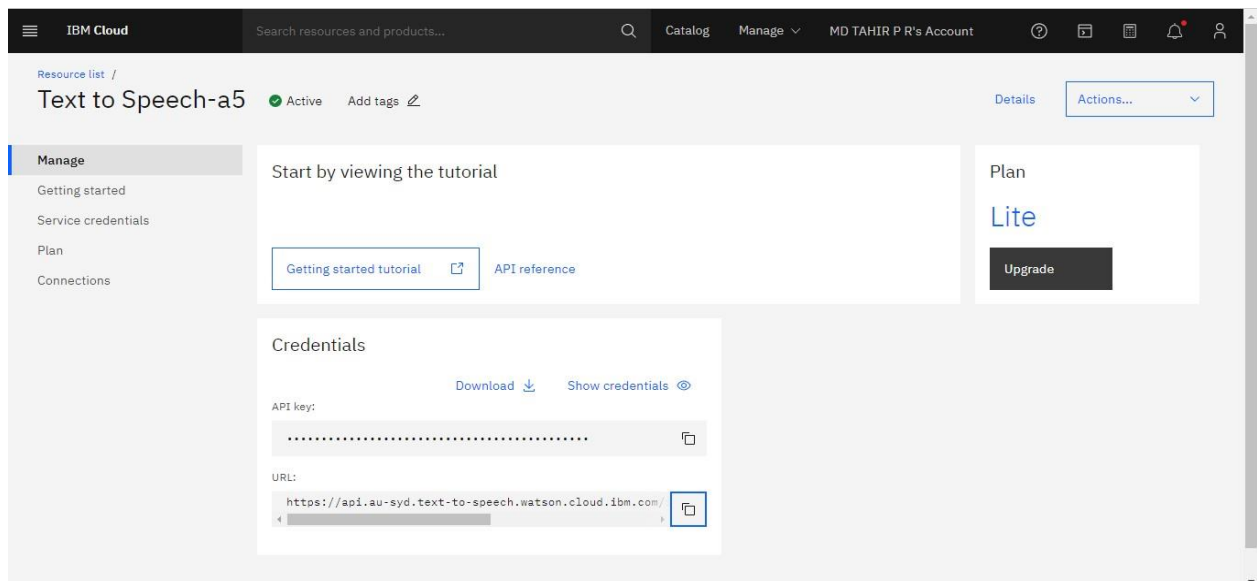 IBM Cloud
Search resources and products...
Catalog
Manage
MD TAHIR P R's Account
Resource list /
Text to Speech-a5
Active
Add tags
Details
Actions...
Manage
Getting started
Service credentials
Plan
Connections
Start by viewing the tutorial
Getting started tutorial
API reference
Plan
Lite
Upgrade
Credentials
Download
Show credentials
API key:
............................................
URL:
https://api.au-syd.text-to-speech.watson.cloud.ibm.com/